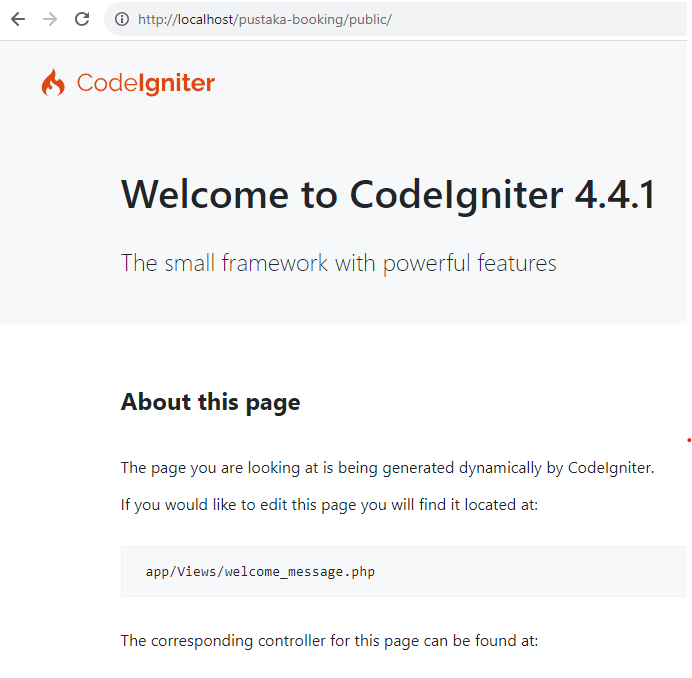 http://localhost/pustaka-booking/public/
CodeIgniter
Welcome to CodeIgniter 4.4.1
The small framework with powerful features
About this page
The page you are looking at is being generated dynamically by CodeIgniter.
If you would like to edit this page you will find it located at:
app/Views/welcome_message.php
The corresponding controller for this page can be found at: